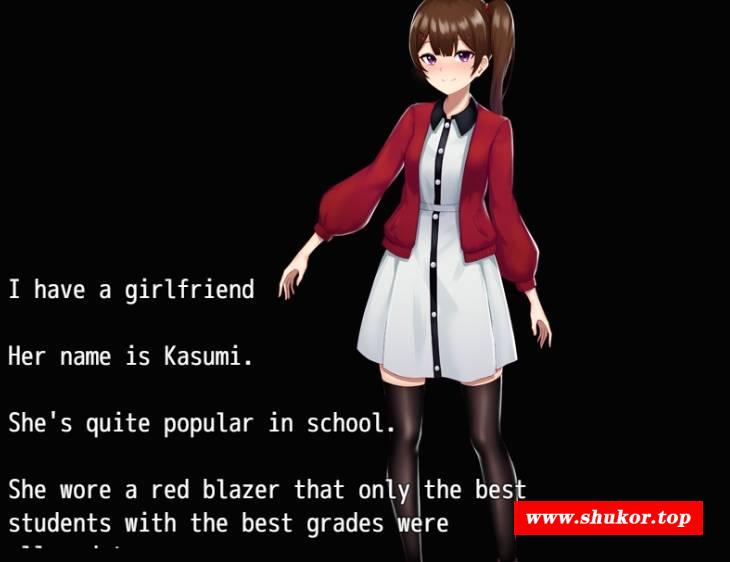 I have a girlfriend
Her name is Kasumi.
She's quite popular in school.
She wore a red blazer that only the best
students with the best grades were
www.shukor.top